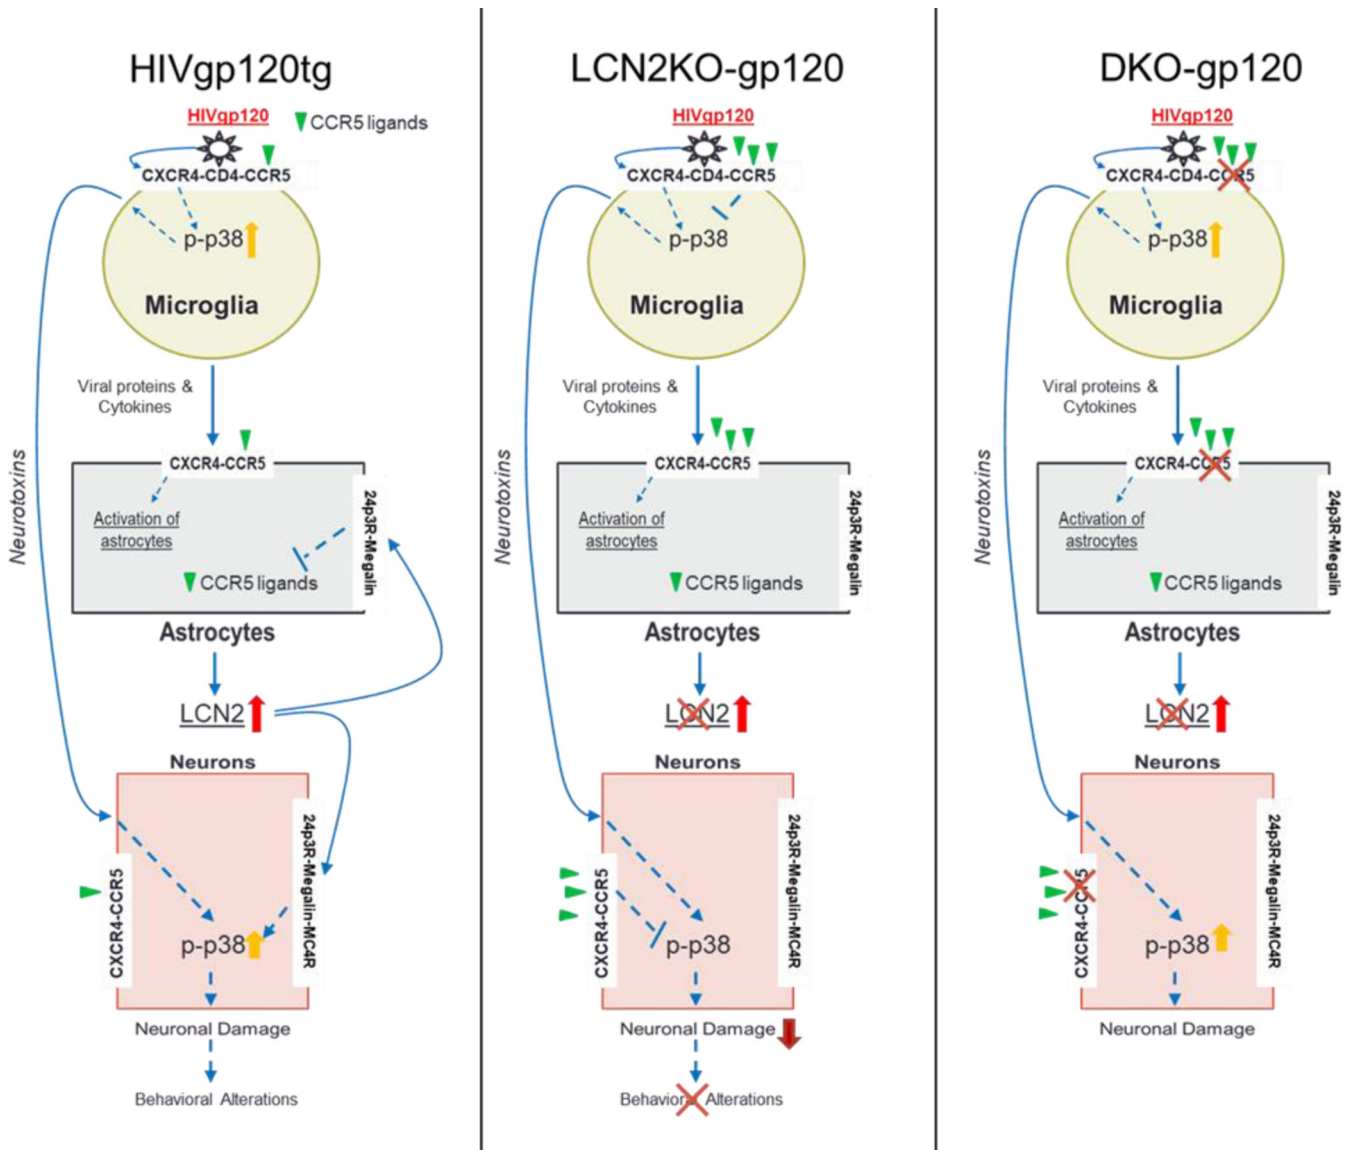 HIVgp120tg
HIVgp120
CCR5 ligands
CXCR4-CD4-CCR5
p-p38
Microglia
Viral proteins &
Cytokines
Neurotoxins
CXCR4-CCR5
Activation of
astrocytes
CCR5 ligands
24p3R-Megalin
Astrocytes
LCN2
Neurons
CXCR4-CCR5
24p3R-Megalin-MC4R
p-p38
Neuronal Damage
Behavioral Alterations
LCN2KO-gp120
HIVgp120
CXCR4-CD4-CCR5
p-p38
Microglia
Viral proteins &
Cytokines
Neurotoxins
CXCR4-CCR5
Activation of
astrocytes
CCR5 ligands
24p3R-Megalin
Astrocytes
LCN2
Neurons
CXCR4-CCR5
24p3R-Megalin-MC4R
p-p38
Neuronal Damage
Behavioral Alterations
DKO-gp120
HIVgp120
CXCR4-CD4-CCR5
p-p38
Microglia
Viral proteins &
Cytokines
Neurotoxins
CXCR4-CCR5
Activation of
astrocytes
CCR5 ligands
24p3R-Megalin
Astrocytes
LCN2
Neurons
CXCR4-CCR5
24p3R-Megalin-MC4R
p-p38
Neuronal Damage